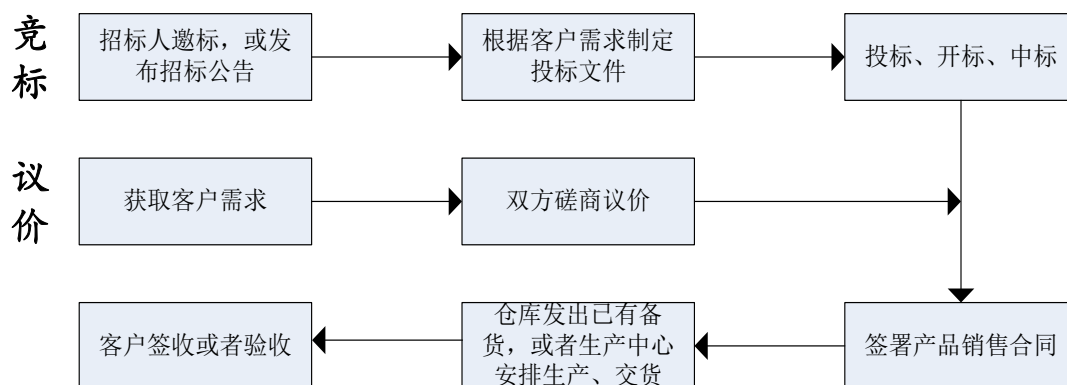 竞
标
招标人邀标，或发
布招标公告
根据客户需求制定
投标文件
投标、开标、中标
议
价
获取客户需求
双方磋商议价
客户签收或者验收
仓库发出已有备
货，或者生产中心
安排生产、交货
签署产品销售合同